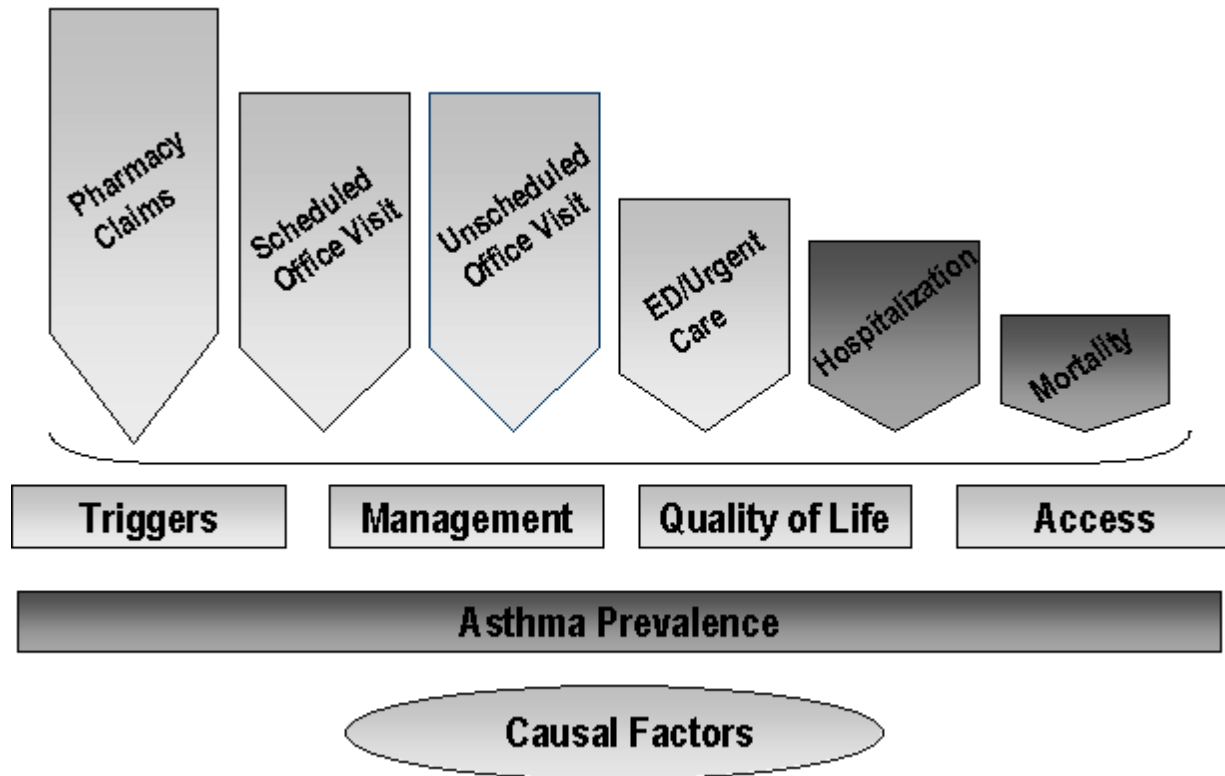 Pharmacy
Claims
Scheduled
Office Visit
Unscheduled
Office Visit
ED/Urgent
Care
Hospitalization
Mortality
Triggers
Management
Quality of Life
Access
Asthma Prevalence
Causal Factors